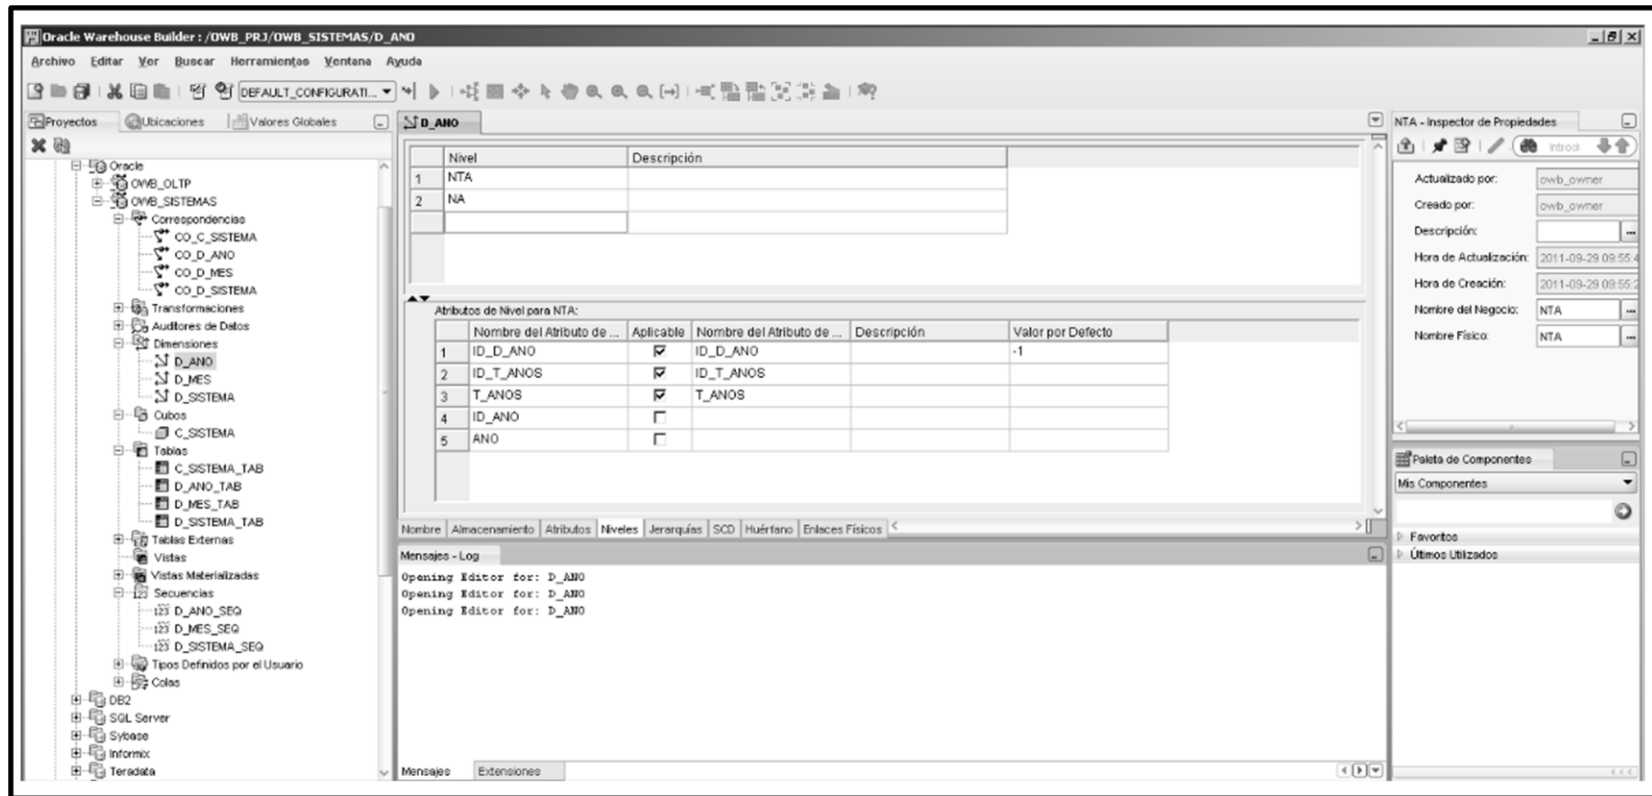 Oracle Warehouse Builder : /OWB_PRJ/OWB_SISTEMAS/D_ANO
Archivo Editar Ver Buscar Herramientas Ventana Ayuda
DEFAULT_CONFIGURATI...
Proyectos Ubicaciones Valores Globales
Oracle
OWB_OLTP
OWB_SISTEMAS
Correspondencias
CO_C_SISTEMA
CO_D_ANO
CO_D_MES
CO_D_SISTEMA
Transformaciones
Auditores de Datos
Dimensiones
D_ANO
D_MES
D_SISTEMA
Cubos
C_SISTEMA
Tablas
C_SISTEMA_TAB
D_ANO_TAB
D_MES_TAB
D_SISTEMA_TAB
Tablas Externas
Vistas
Vistas Materializadas
Secuencias
D_ANO_SEQ
D_MES_SEQ
D_SISTEMA_SEQ
Tipos Definidos por el Usuario
Colas
DB2
SQL Server
Sybase
Informix
Teradata
D_ANO
Nivel Descripción
1 NTA
2 NA
Atributos de Nivel para NTA:
Nombre del Atributo de ... Aplicable Nombre del Atributo de ... Descripción Valor por Defecto
1 ID_D_ANO ID_D_ANO -1
2 ID_T_ANOS ID_T_ANOS
3 T_ANOS T_ANOS
4 ID_ANO
5 ANO
Nombre Almacenamiento Atributos Niveles Jerarquías SCD Huérfano Enlaces Físicos
Mensajes - Log
Opening Editor for: D_ANO
Opening Editor for: D_ANO
Opening Editor for: D_ANO
Mensajes Extensiones
NTA - Inspector de Propiedades
Introd
Actualizado por: owb_owner
Creado por: owb_owner
Descripción: ...
Hora de Actualización: 2011-09-29 09:55:4
Hora de Creación: 2011-09-29 09:55:2
Nombre del Negocio: NTA ...
Nombre Físico: NTA ...
Paleta de Componentes
Mis Componentes
Favoritos
Últimos Utilizados